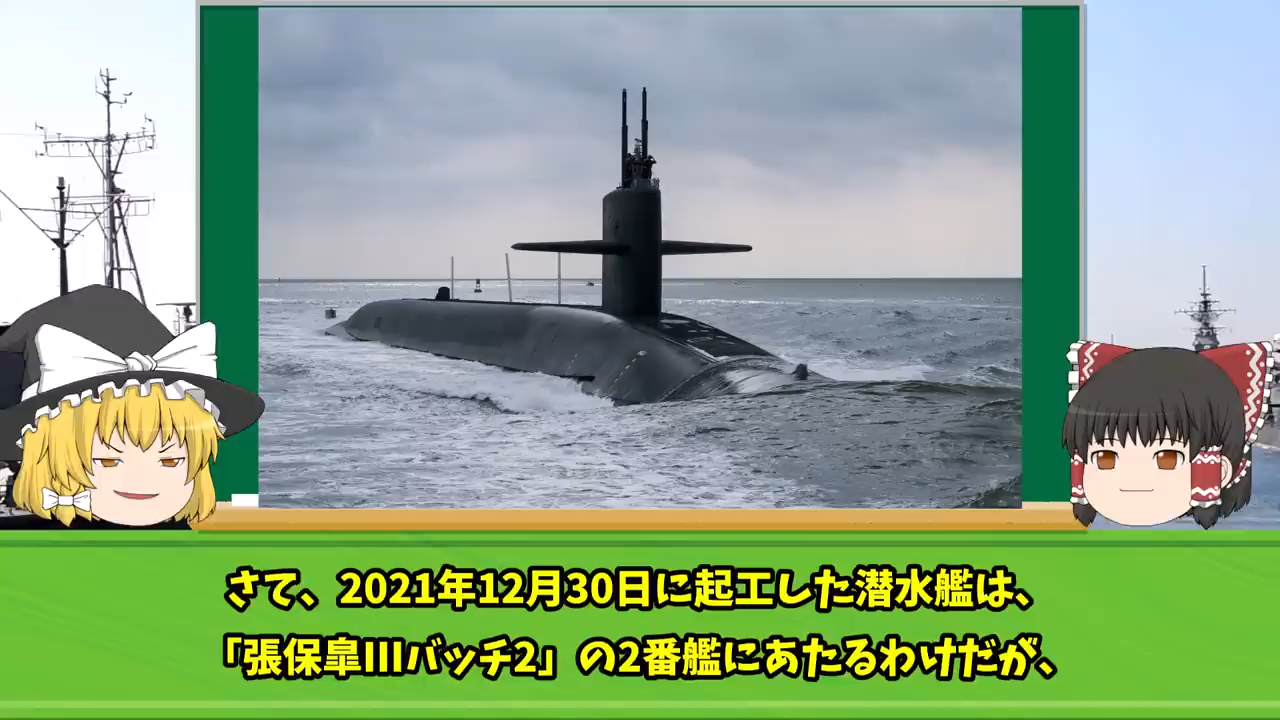 さて、2021年12月30日に起工した潜水艦は、
「張保皐IIIバッチ2」の2番艦にあたるわけだが、